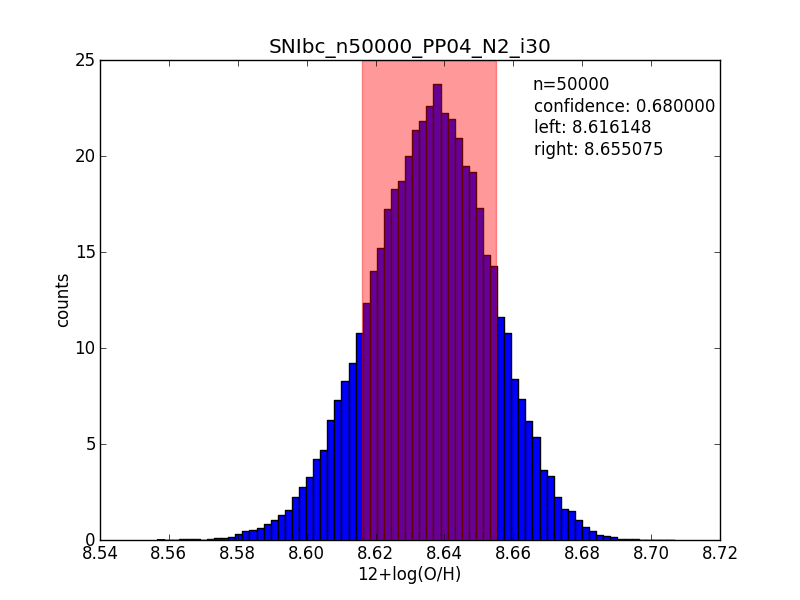 SNIbc_n50000_PP04_N2_i30
25
20
15
10
5
0
counts
n=50000
confidence: 0.680000
left: 8.616148
right: 8.655075
8.54 8.56 8.58 8.60 8.62 8.64 8.66 8.68 8.70 8.72
12+log(O/H)